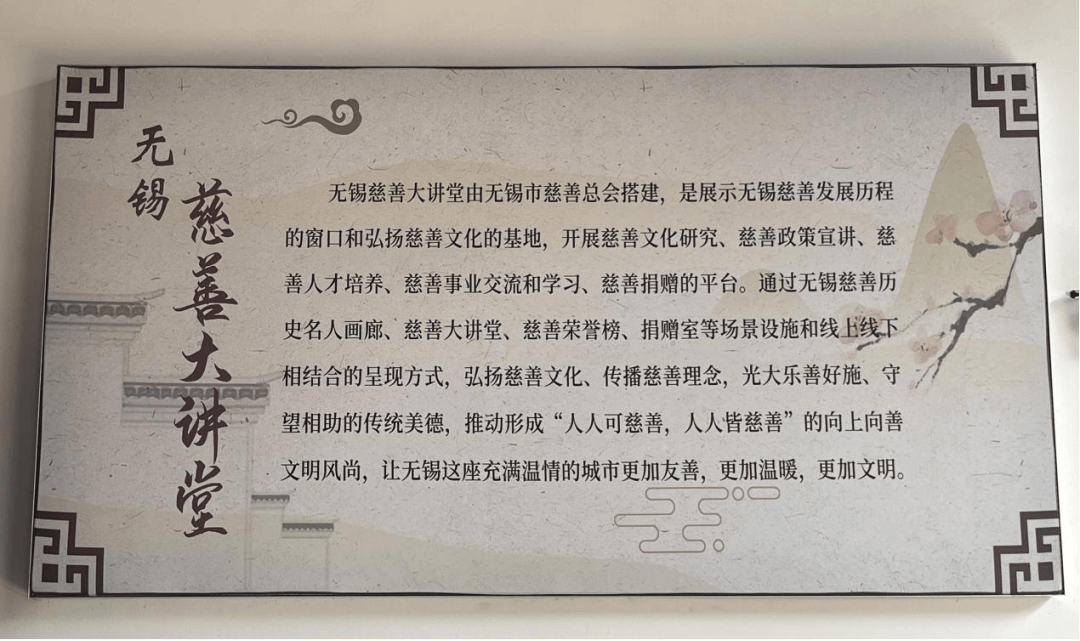 无锡
慈善大讲堂
无锡慈善大讲堂由无锡市慈善总会搭建，是展示无锡慈善发展历程
的窗口和弘扬慈善文化的基地，开展慈善文化研究、慈善政策宣讲、慈
善人才培养、慈善事业交流和学习、慈善捐赠的平台。通过无锡慈善历
史名人画廊、慈善大讲堂、慈善荣誉榜、捐赠室等场景设施和线上线下
相结合的呈现方式，弘扬慈善文化、传播慈善理念，光大乐善好施、守
望相助的传统美德，推动形成“人人可慈善，人人皆慈善”的向上向善
文明风尚，让无锡这座充满温情的城市更加友善，更加温暖，更加文明。